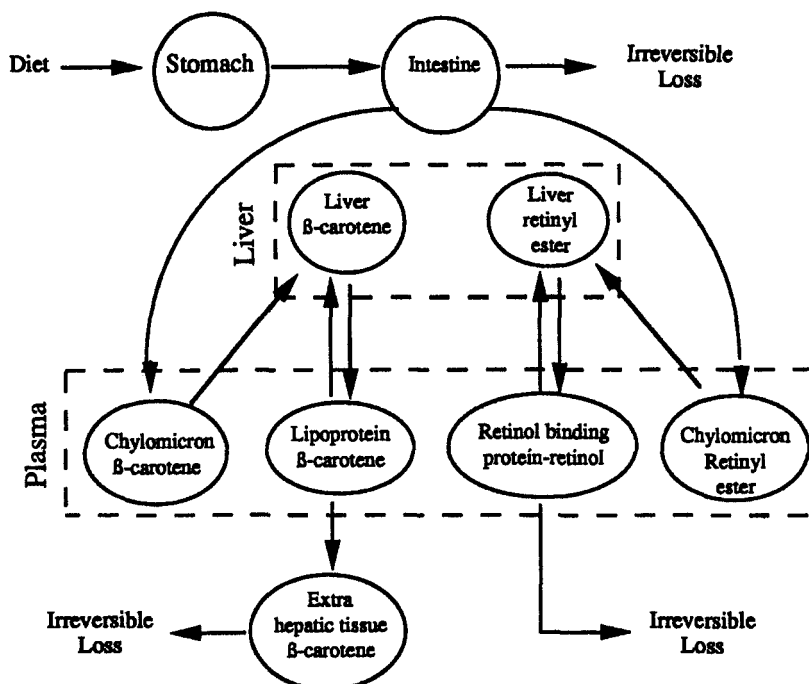 Diet
Stomach
Intestine
Irreversible
Loss
Liver
Liver
ß-carotene
Liver
retinyl
ester
Plasma
Chylomicron
ß-carotene
Lipoprotein
ß-carotene
Retinol binding
protein-retinol
Chylomicron
Retinyl
ester
Irreversible
Loss
Extra
hepatic tissue
ß-carotene
Irreversible
Loss